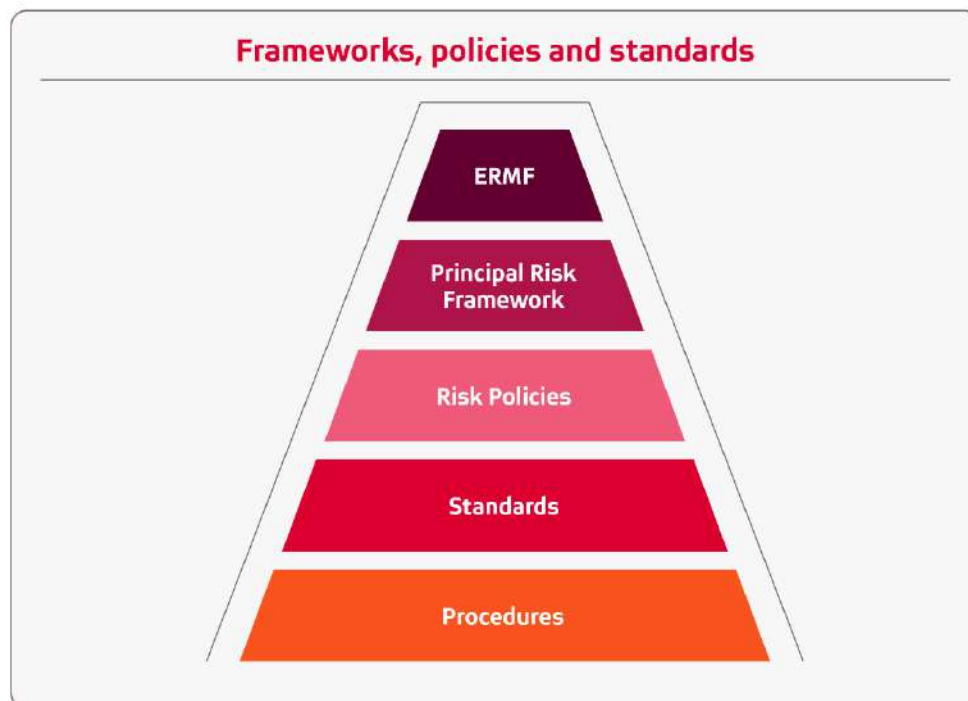 Frameworks, policies and standards
ERMF
Principal Risk
Framework
Risk Policies
Standards
Procedures